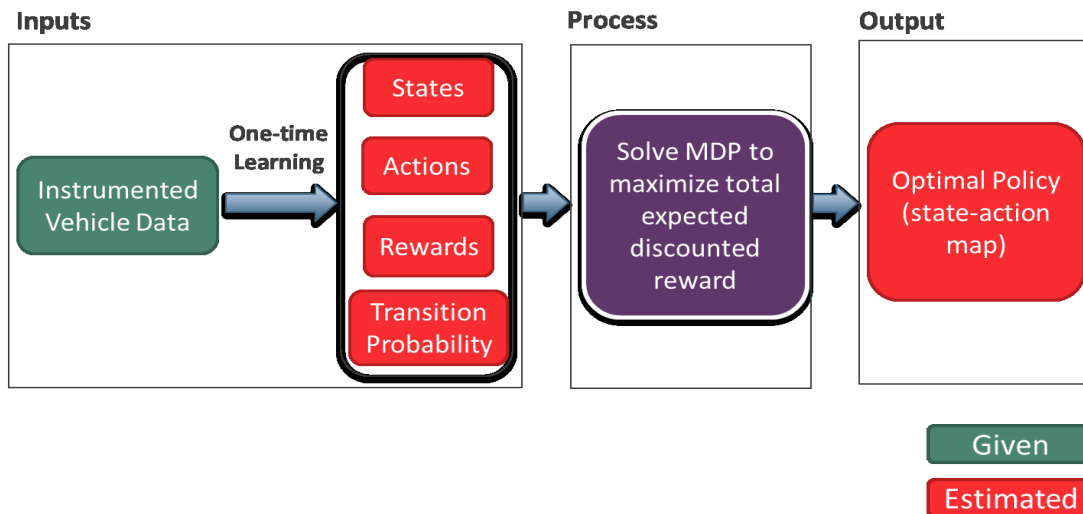 Inputs
Process
Output
One-time
Learning
Instrumented
Vehicle Data
States
Actions
Rewards
Transition
Probability
Solve MDP to
maximize total
expected
discounted
reward
Optimal Policy
(state-action
map)
Given
Estimated